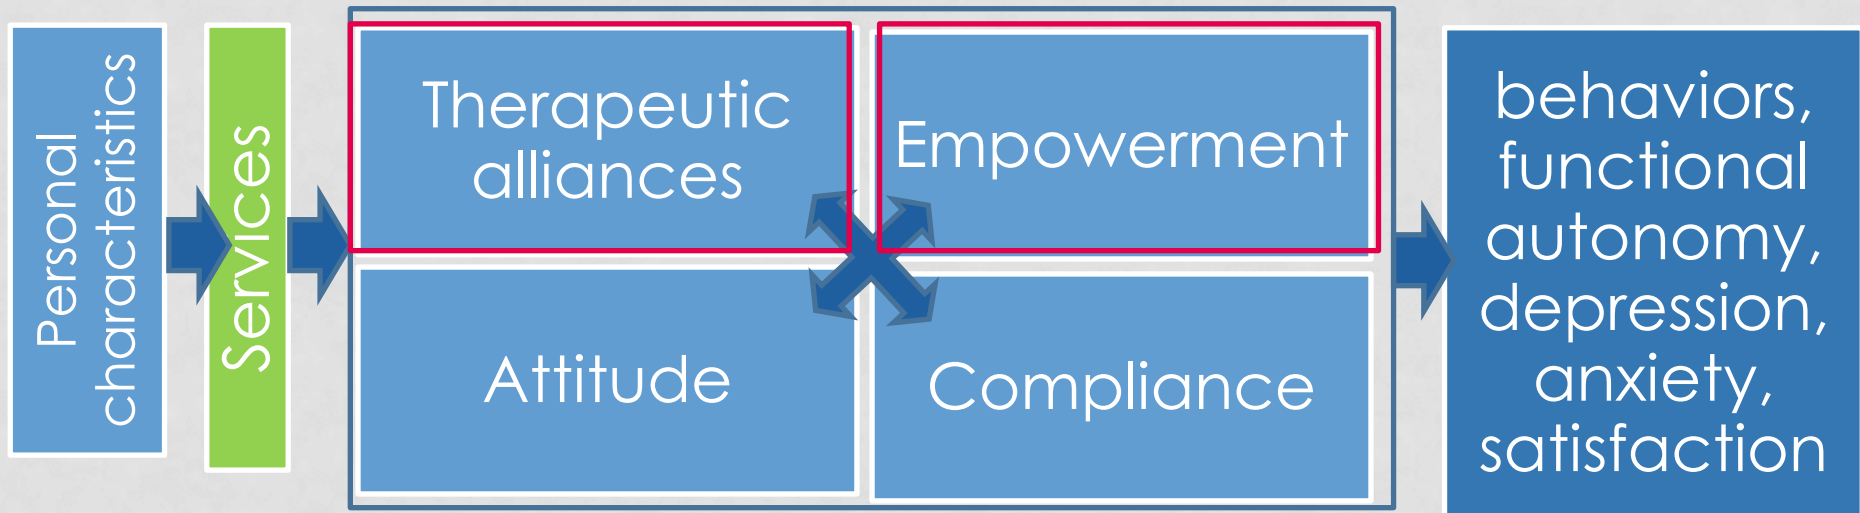 Personal
characteristics
Services
Therapeutic
alliances
Empowerment
Attitude
Compliance
behaviors,
functional
autonomy,
depression,
anxiety,
satisfaction